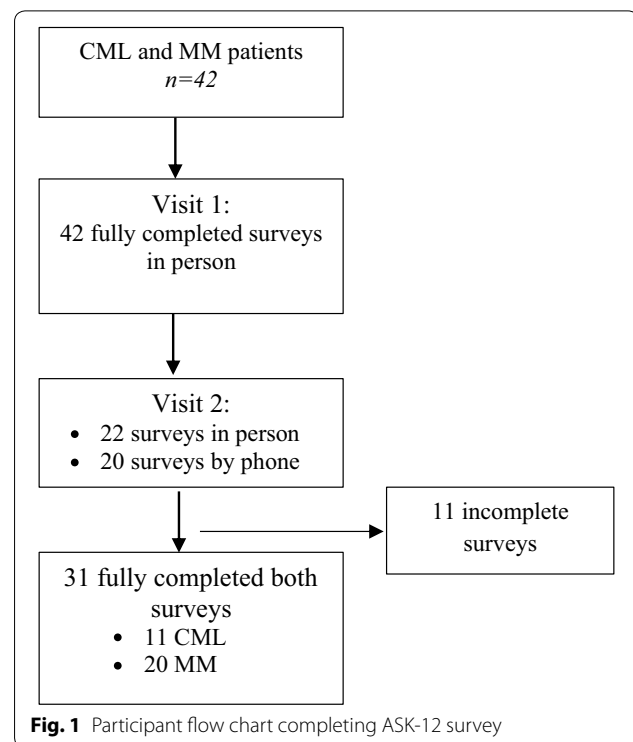 CML and MM patients
n=42
Visit 1:
42 fully completed surveys
in person
Visit 2:
• 22 surveys in person
• 20 surveys by phone
11 incomplete
surveys
31 fully completed both
surveys
• 11 CML
• 20 MM
Fig. 1 Participant flow chart completing ASK-12 survey